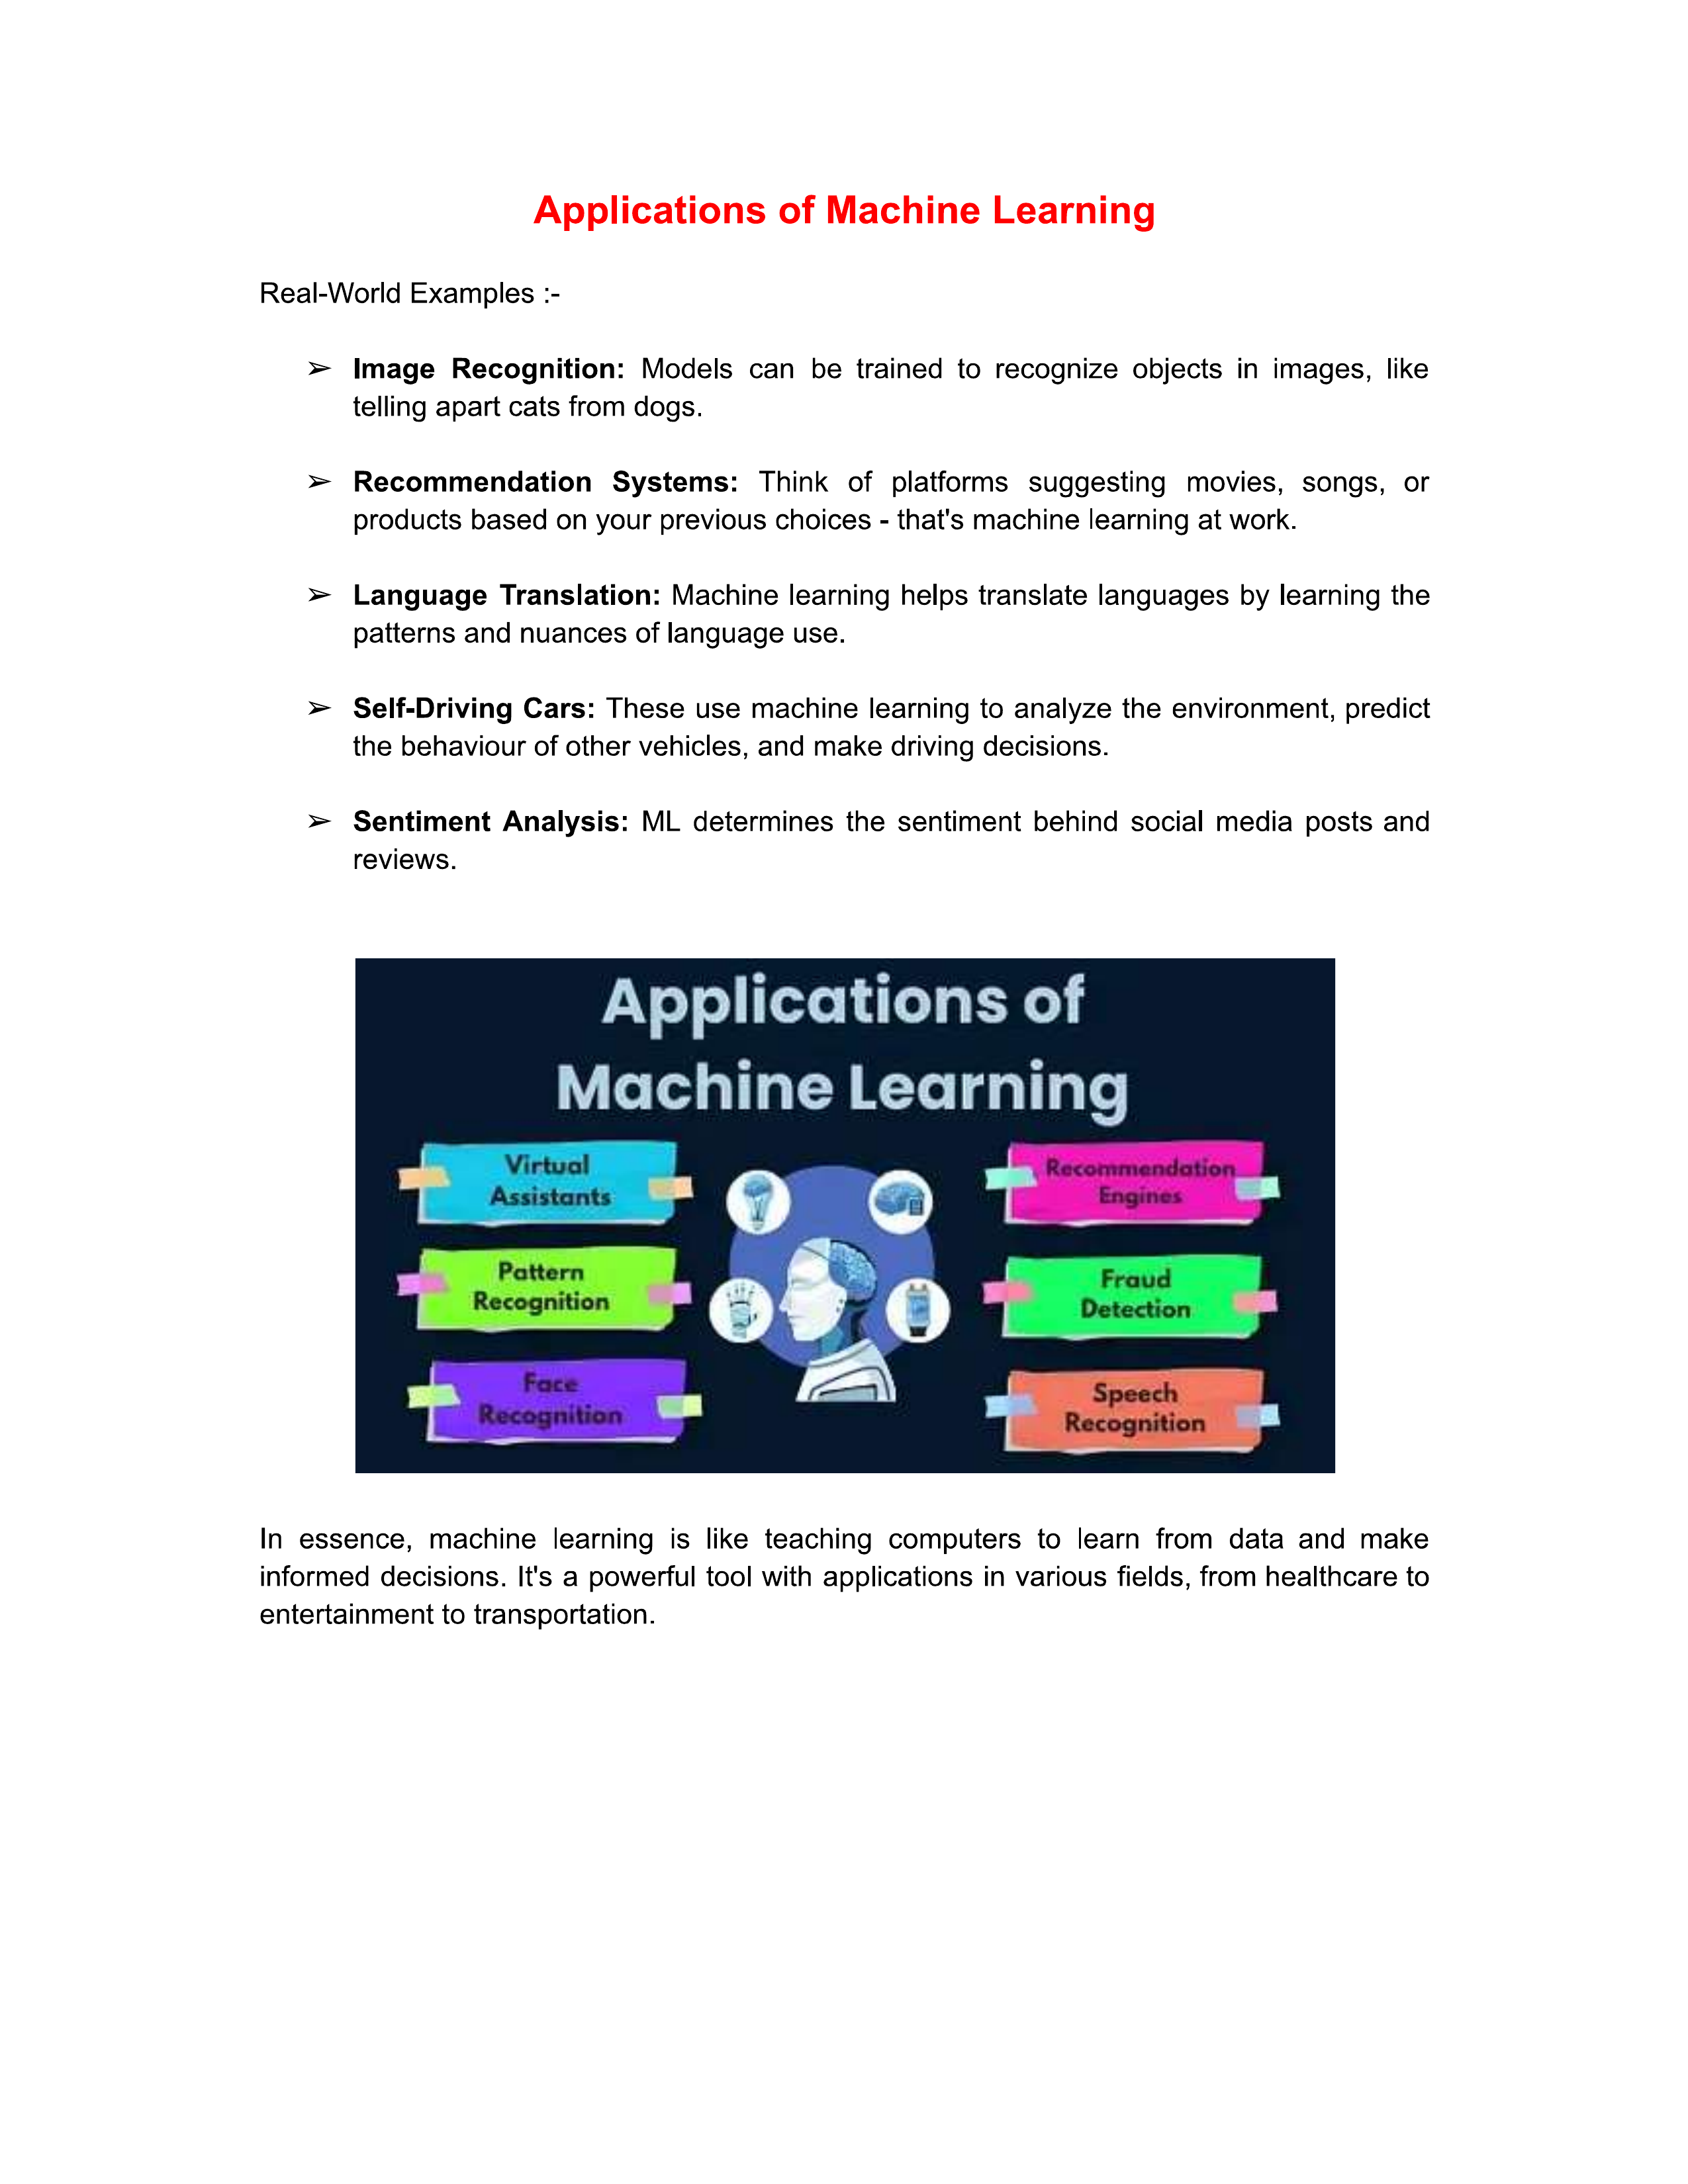 Applications of Machine Learning
Real-World Examples :-
➢ Image Recognition: Models can be trained to recognize objects in images, like
telling apart cats from dogs.
➢ Recommendation Systems: Think of platforms suggesting movies, songs, or
products based on your previous choices - that's machine learning at work.
➢ Language Translation: Machine learning helps translate languages by learning the
patterns and nuances of language use.
➢ Self-Driving Cars: These use machine learning to analyze the environment, predict
the behaviour of other vehicles, and make driving decisions.
➢ Sentiment Analysis: ML determines the sentiment behind social media posts and
reviews.
Applications of
Machine Learning
Virtual
Assistants
Pattern
Recognition
Face
Recognition
Recommendation
Engines
Fraud
Detection
Speech
Recognition
In essence, machine learning is like teaching computers to learn from data and make
informed decisions. It's a powerful tool with applications in various fields, from healthcare to
entertainment to transportation.